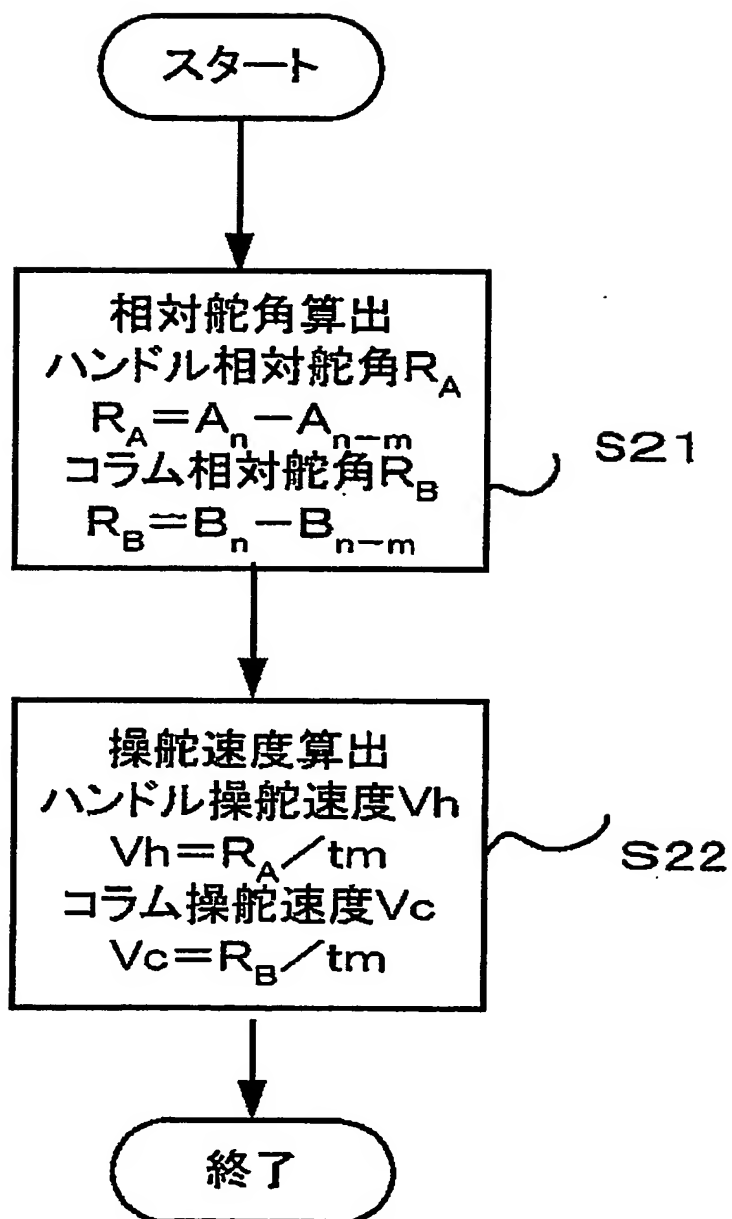 スタート
相対舵角算出
ハンドル相対舵角R_A
R_A＝A_n－A_{n－m}
コラム相対舵角R_B
R_B＝B_n－B_{n－m}
S21
操舵速度算出
ハンドル操舵速度Vh
Vh＝R_A／tm
コラム操舵速度Vc
Vc＝R_B／tm
S22
終了